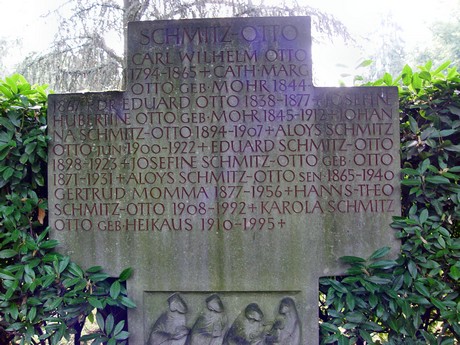 SCHMITZ-OTTO
CARL WILHELM OTTO
1794-1865+CATH·MARG
OTTO GEB·MOHR 1844
DR·EDUARD OTTO 1838-1877 JOSEFINE
HUBERTINE OTTO GEB·MOHR 1845-1912+JOHAN
NA SCHMITZ-OTTO 1894-1967+ALOYS SCHMITZ
OTTO JUN 1900-1922+EDUARD SCHMITZ-OTTO
1898-1923+JOSEFINE SCHMITZ-OTTO GEB·OTTO
1871-1931+ALOYS SCHMITZ-OTTO SEN 1865-1940
GERTRUD MOMMA 1877-1956+HANNS-THEO
SCHMITZ-OTTO 1908-1992+KAROLA SCHMITZ
OTTO GEB·HEIKAUS 1910-1995+